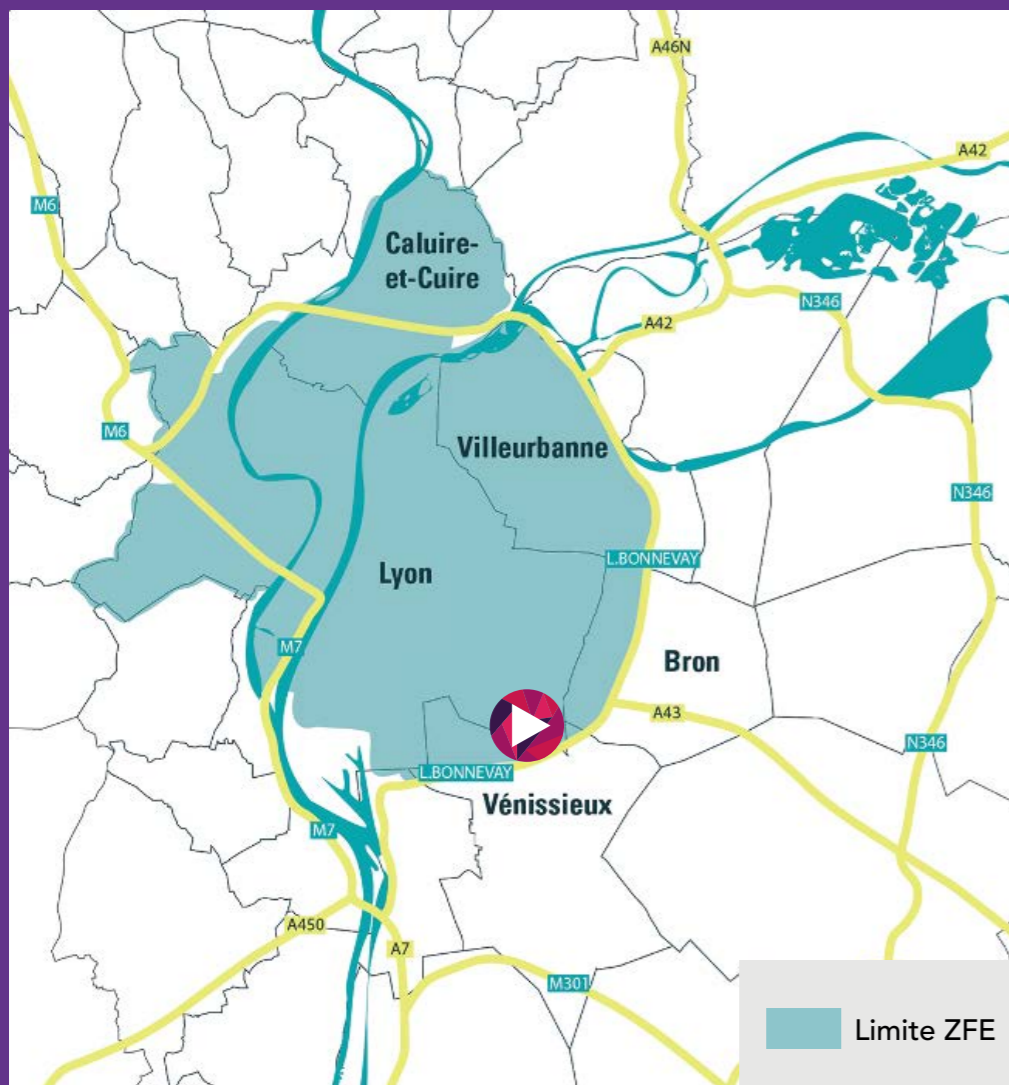 A46N
A42
M6
Caluire-
et-Cuire
N346
A42
M6
Villeurbanne
N346
L.BONNEVAY
Lyon
M7
Bron
A43
N346
L.BONNEVAY
Vénissieux
M7
A450
A7
M301
Limite ZFE